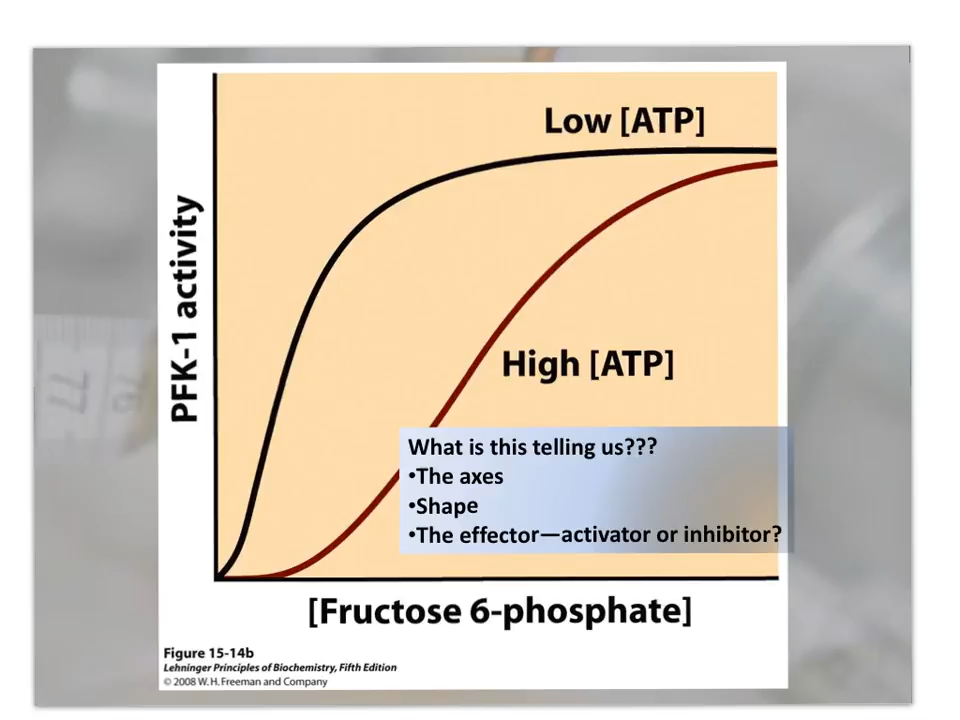 Low [ATP]
PFK-1 activity
High [ATP]
What is this telling us???
•The axes
•Shape
•The effector—activator or inhibitor?
[Fructose 6-phosphate]
Figure 15-14b
Lehninger Principles of Biochemistry, Fifth Edition
© 2008 W.H. Freeman and Company
77